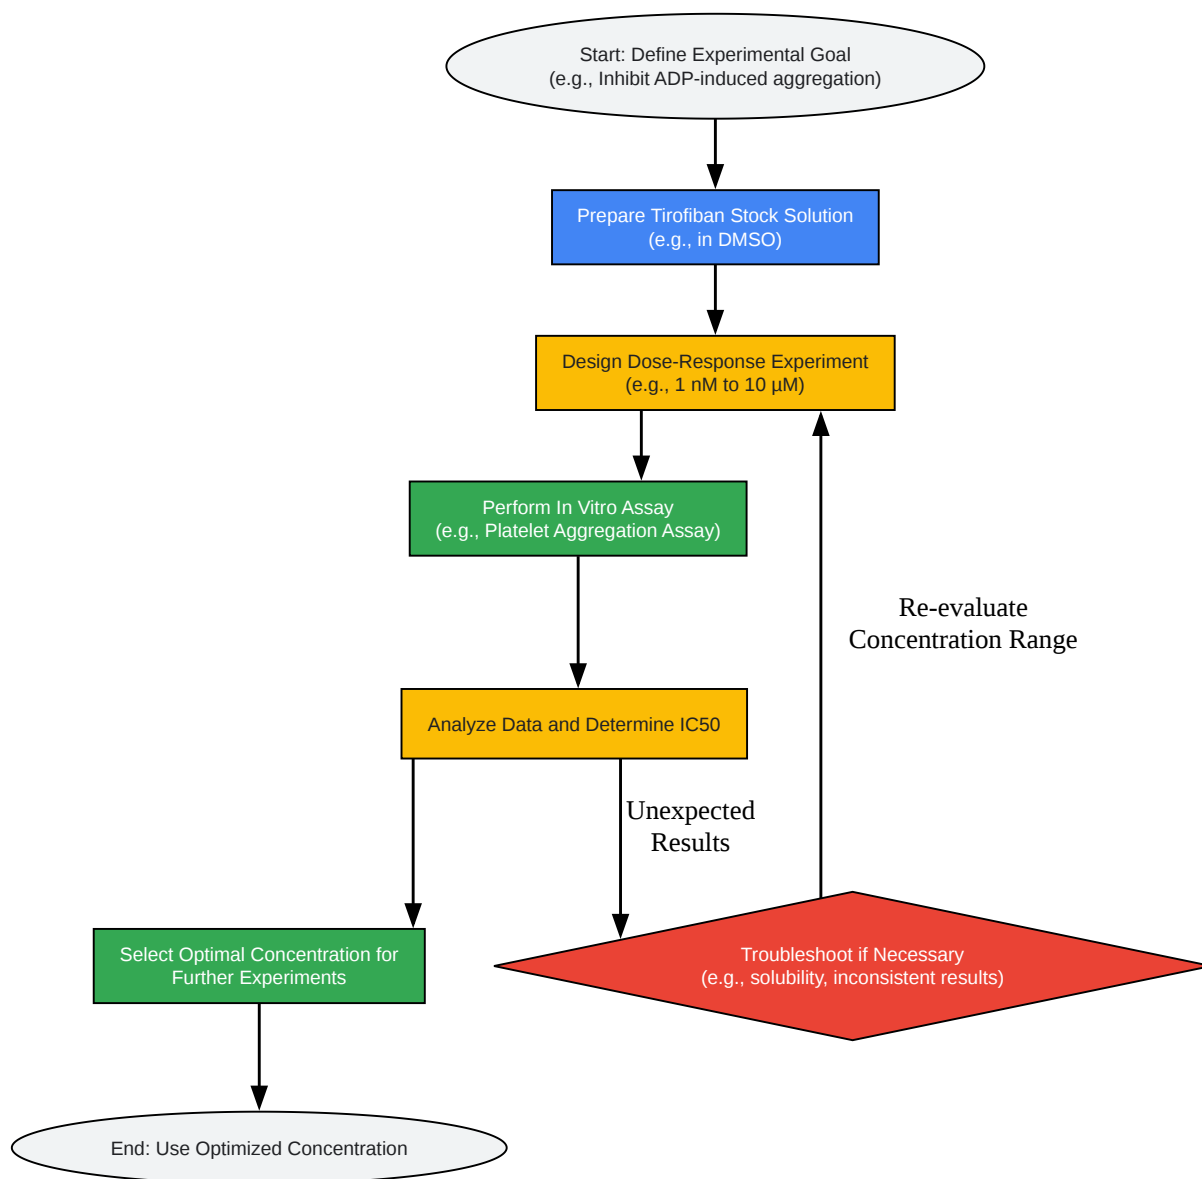 Start: Define Experimental Goal
(e.g., Inhibit ADP-induced aggregation)
Prepare Tirofiban Stock Solution
(e.g., in DMSO)
Design Dose-Response Experiment
(e.g., 1 nM to 10 µM)
Perform In Vitro Assay
(e.g., Platelet Aggregation Assay)
Re-evaluate
Concentration Range
Analyze Data and Determine IC50
Unexpected
Results
Select Optimal Concentration for
Further Experiments
Troubleshoot if Necessary
(e.g., solubility, inconsistent results)
End: Use Optimized Concentration